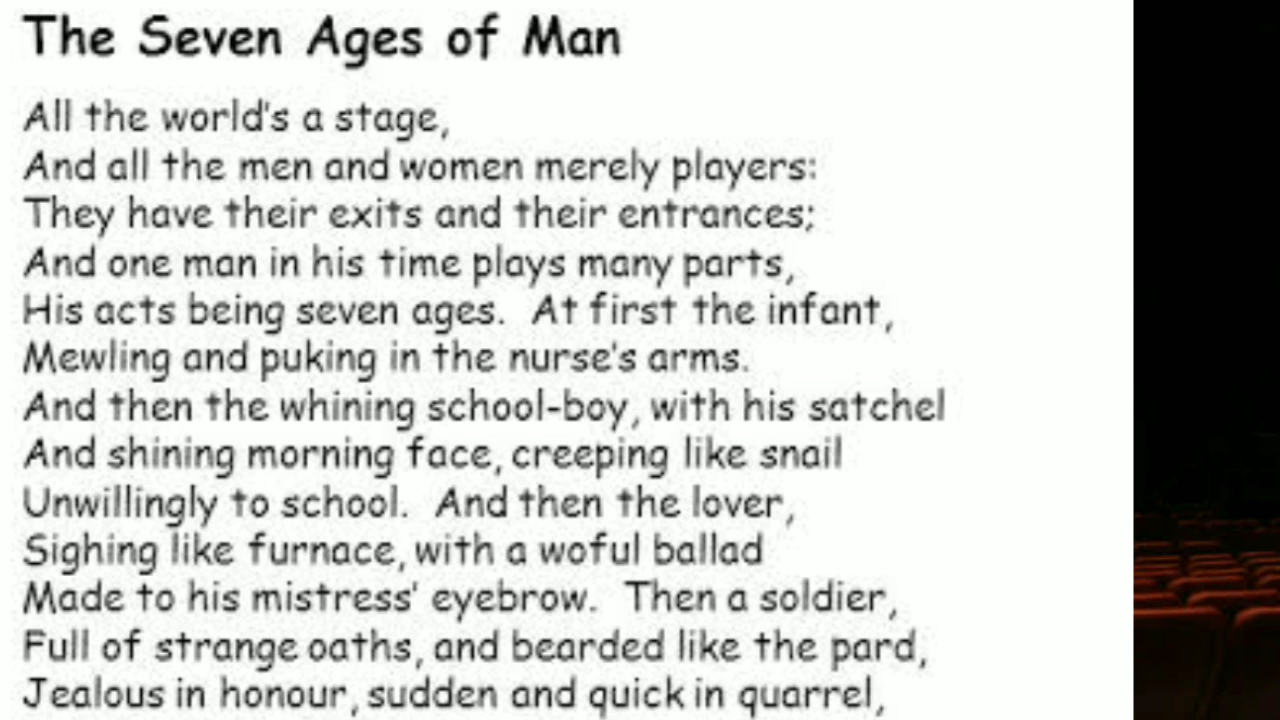 The Seven Ages of Man
All the world's a stage,
And all the men and women merely players:
They have their exits and their entrances;
And one man in his time plays many parts,
His acts being seven ages. At first the infant,
Mewling and puking in the nurse's arms.
And then the whining school-boy, with his satchel
And shining morning face, creeping like snail
Unwillingly to school. And then the lover,
Sighing like furnace, with a woful ballad
Made to his mistress' eyebrow. Then a soldier,
Full of strange oaths, and bearded like the pard,
Jealous in honour, sudden and quick in quarrel,